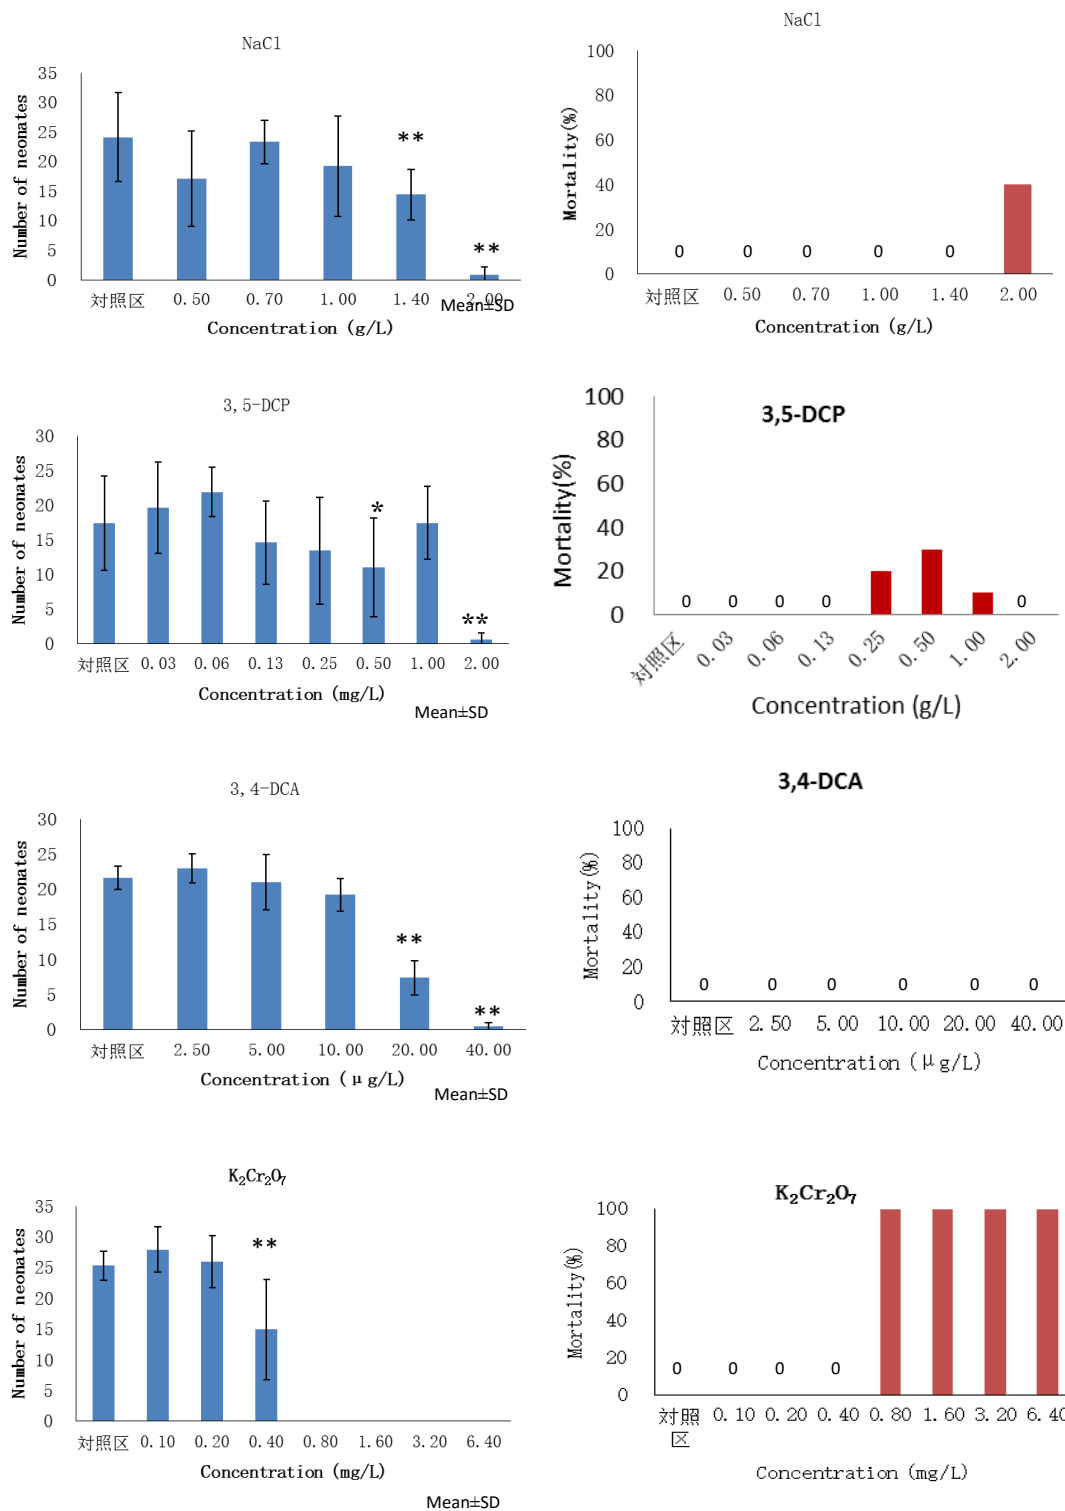 NaCl
35
30
25
20
15
10
5
0
Number of neonates
**
**
対照区 0.50 0.70 1.00 1.40 2.00
Mean±SD
Concentration (g/L)
NaCl
100
80
60
40
20
0
Mortality(%)
0 0 0 0 0
対照区 0.50 0.70 1.00 1.40 2.00
Concentration (g/L)
3,5-DCP
30
25
20
15
10
5
0
Number of neonates
*
**
対照区 0.03 0.06 0.13 0.25 0.50 1.00 2.00
Concentration (mg/L)
Mean±SD
3,5-DCP
100
80
60
40
20
0
Mortality(%)
0 0 0 0 0
対照区 0.03 0.06 0.13 0.25 0.50 1.00 2.00
Concentration (g/L)
3,4-DCA
30
25
20
15
10
5
0
Number of neonates
**
**
対照区 2.50 5.00 10.00 20.00 40.00
Concentration (μg/L)
Mean±SD
3,4-DCA
100
80
60
40
20
0
Mortality(%)
0 0 0 0 0 0
対照区 2.50 5.00 10.00 20.00 40.00
Concentration (μg/L)
K₂Cr₂O₇
35
30
25
20
15
10
5
0
Number of neonates
**
対照区 0.10 0.20 0.40 0.80 1.60 3.20 6.40
Concentration (mg/L)
Mean±SD
K₂Cr₂O₇
100
80
60
40
20
0
Mortality(%)
0 0 0 0
対照区 0.10 0.20 0.40 0.80 1.60 3.20 6.40
Concentration (mg/L)